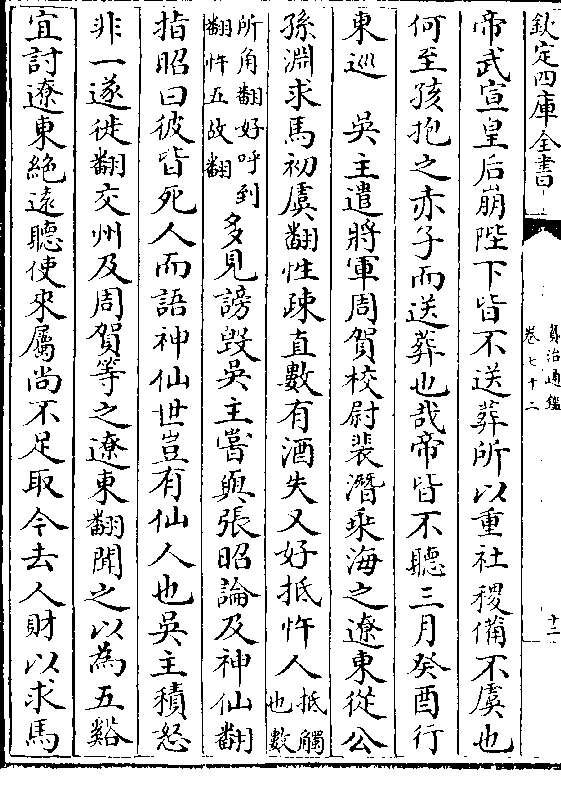 欽定四庫全書
資治通鑑
卷七十二
十二
帝武宣皇后崩陛下皆不送葬所以重社稷備不虞也
何至孩抱之赤子而送葬也哉帝皆不聽三月癸酉行
東巡　吳主遣將軍周賀校尉裴潛乗海之遼東從公
孫淵求馬初虞翻性疎直數有酒失又好抵忤人抵觸也數
所角翻好呼到翻忤五故翻多見謗毁吳主嘗與張昭論及神仙翻
指昭曰彼皆死人而語神仙世豈有仙人也吳主積怒
非一遂徙翻交州及周賀等之遼東翻聞之以為五谿
宜討遼東絶遠聽使來屬尚不足取今去人財以求馬